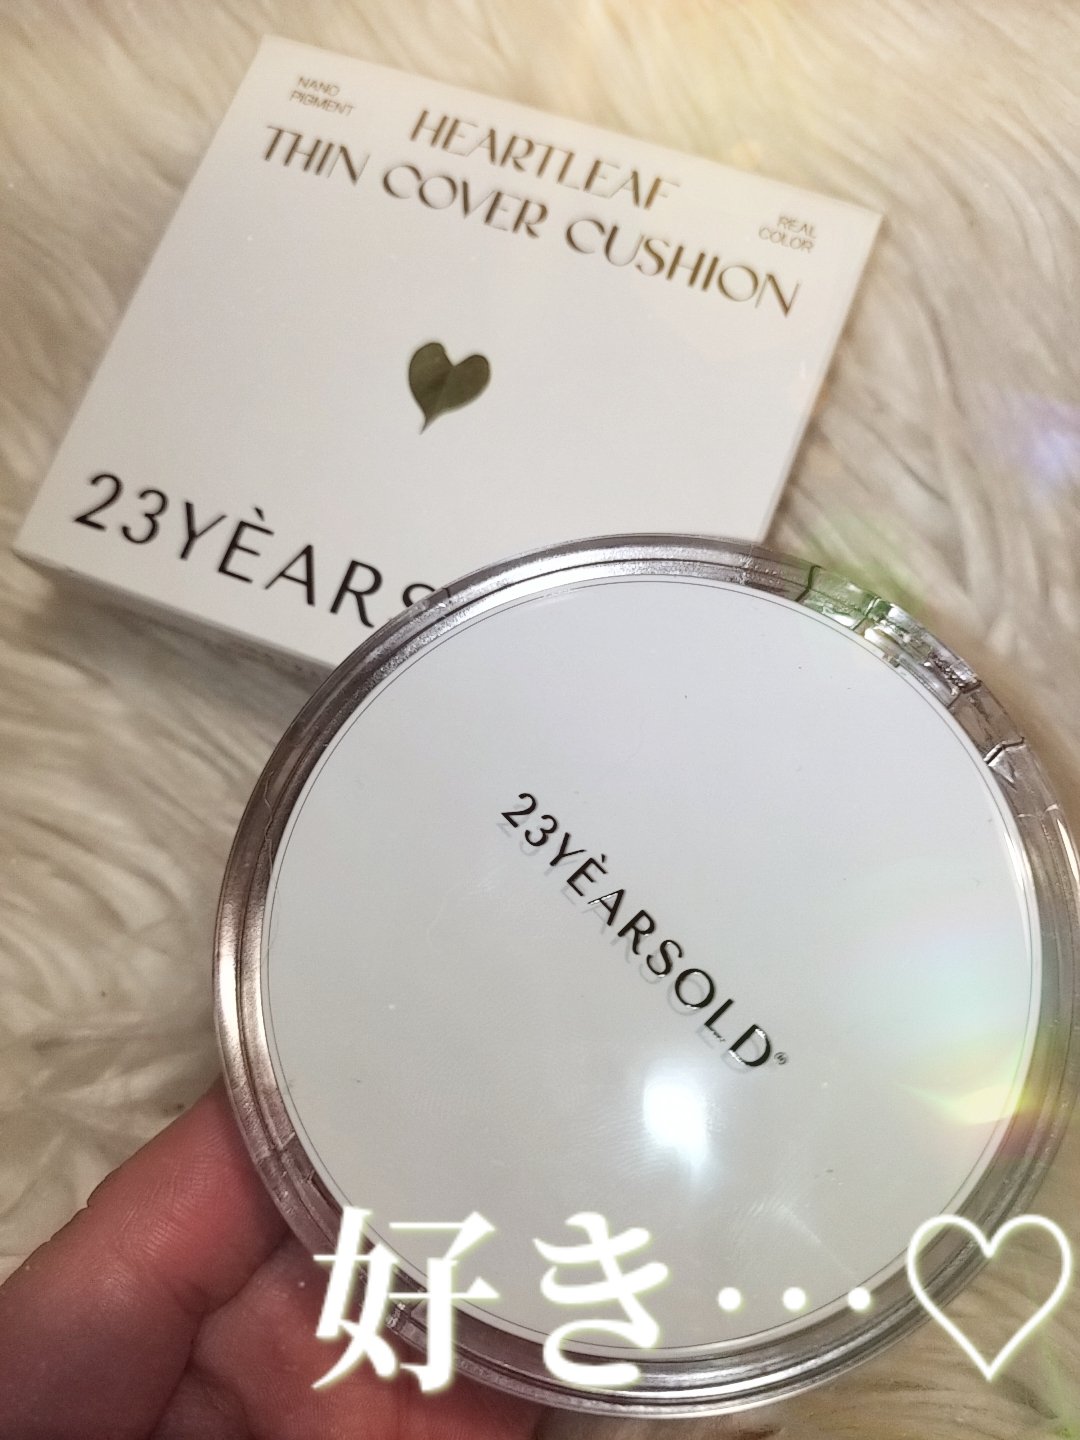 NANO
PIGMENT
HEARTLEAF
THIN COVER CUSHION
REAL
COLOR
23YÈARS
23YÈARSOLD®
好き…♡